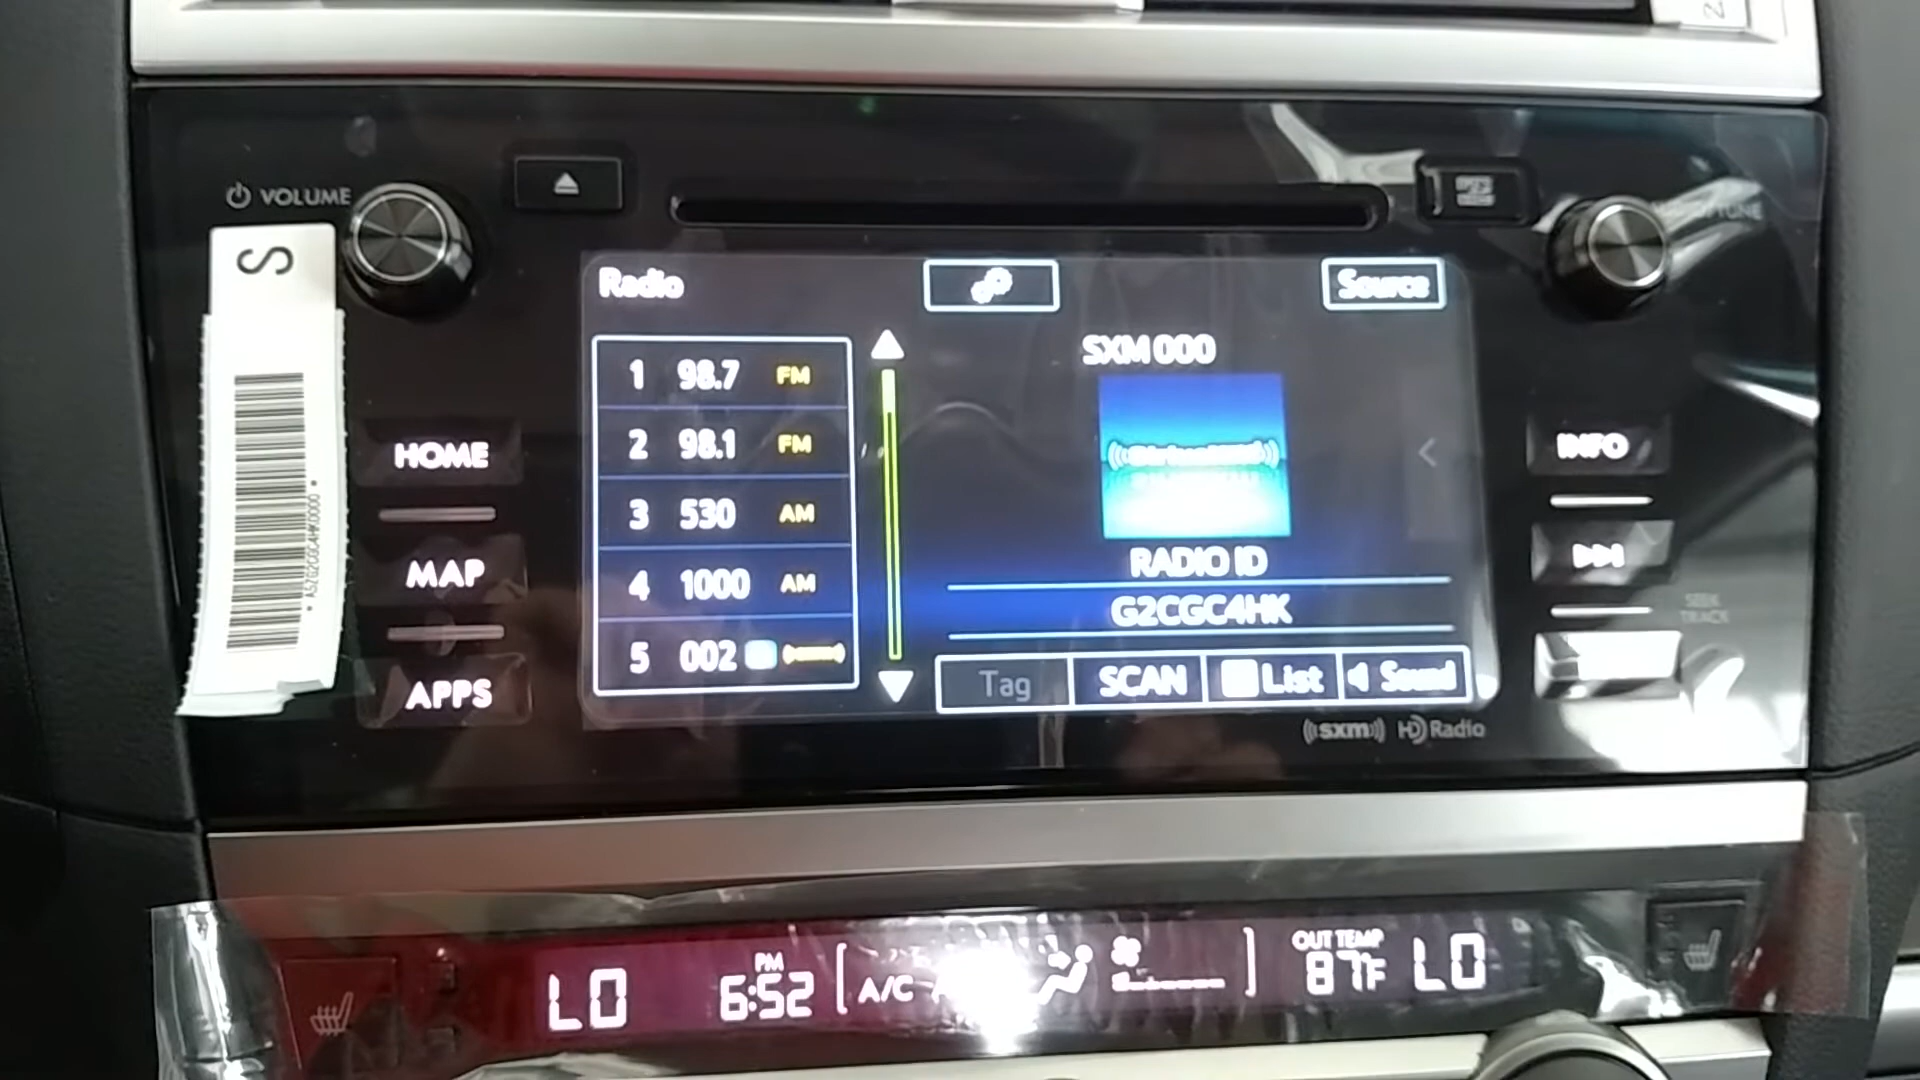 VOLUME
S
Radio
Source
1 98.7 FM
2 98.1 FM
3 530 AM
4 1000 AM
5 002
SXM 000
RADIO ID
G2CGC4HK
Tag
SCAN
List
Sound
HOME
MAP
APPS
INFO
SEEK
TRACK
sxm HD Radio
LO
PM
6:52
A/C
OUT TEMP
87°F
LO